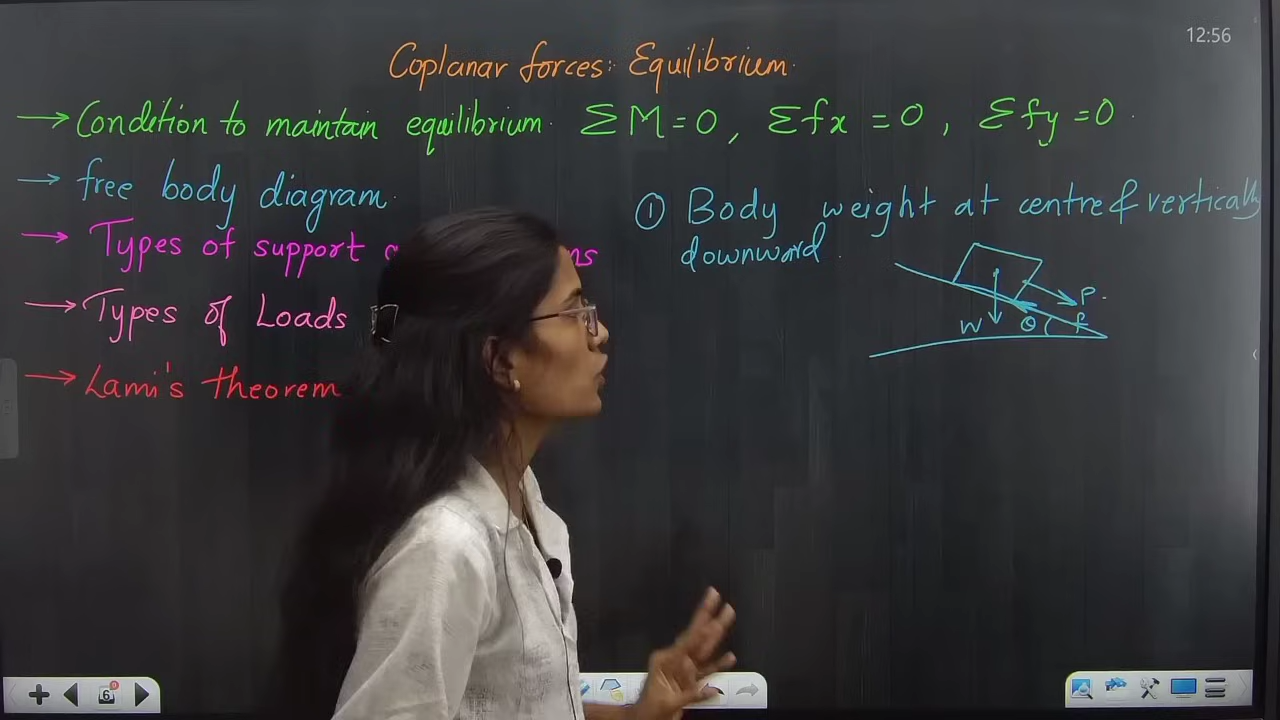 12:56
Coplanar forces: Equilibrium.
→ Condition to maintain equilibrium. ΣM=0, Σfx=0, Σfy=0.
→ free body diagram.
→ Types of support
→ Types of Loads
→ Lami's theorem
① Body weight at centre & vertically
downward.
P.
W θ f
6